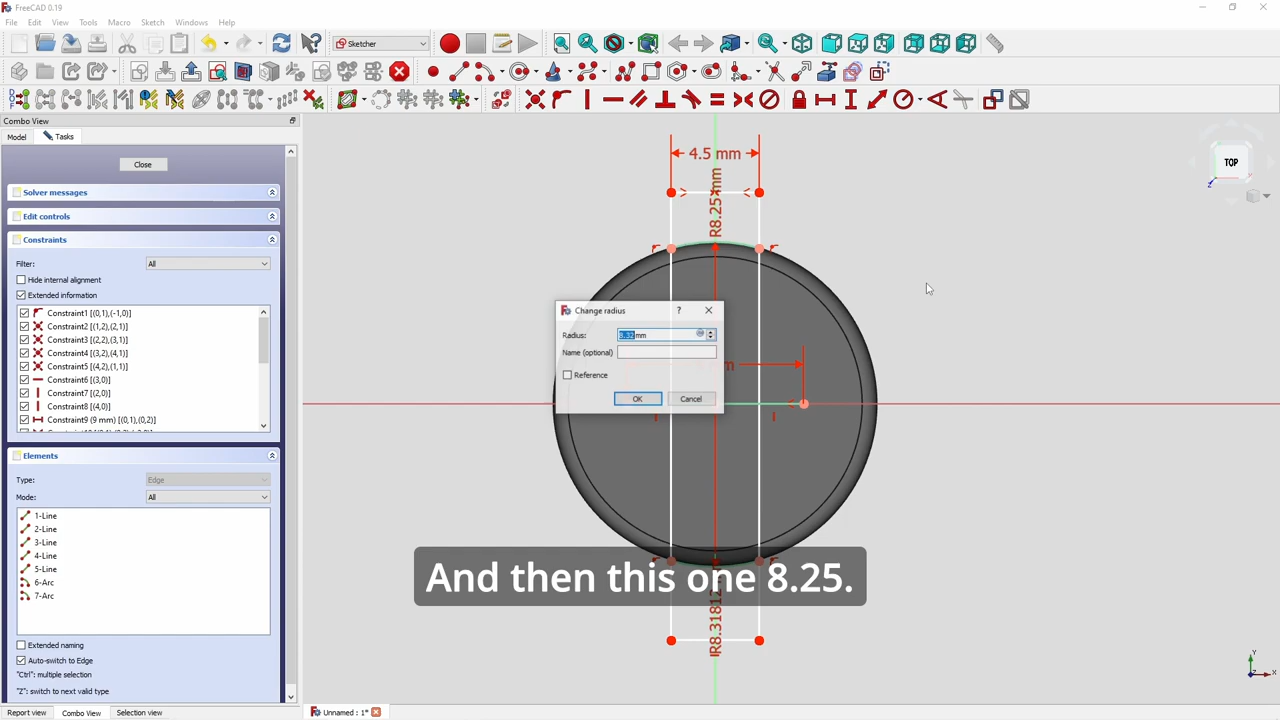 FreeCAD 0.19
File Edit View Tools Macro Sketch Windows Help
Sketcher
Combo View
Model Tasks
Close
Solver messages
Edit controls
Constraints
Filter: All
Hide internal alignment
Extended information
Constraint1 [(0,1),(-1,0)]
Constraint2 [(1,2),(2,1)]
Constraint3 [(2,2),(3,1)]
Constraint4 [(3,2),(4,1)]
Constraint5 [(4,2),(1,1)]
Constraint6 [(3,0)]
Constraint7 [(2,0)]
Constraint8 [(4,0)]
Constraint9 (9 mm) [(0,1),(0,2)]
Elements
Type: Edge
Mode: All
1-Line
2-Line
3-Line
4-Line
5-Line
6-Arc
7-Arc
Extended naming
Auto-switch to Edge
"Ctrl": multiple selection
"Z": switch to next valid type
Report view Combo View Selection view
4.5 mm
R8.25 mm
TOP
Change radius ?
Radius: 8.32 mm
Name (optional)
Reference
OK Cancel
And then this one 8.25.
Y
Z X
Unnamed : 1*